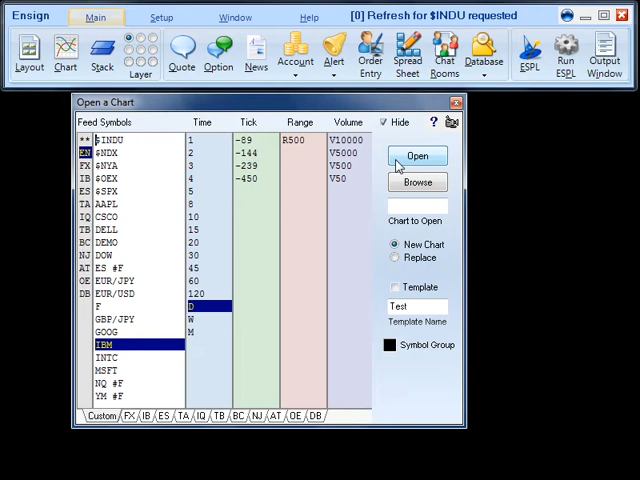 Ensign
Main
Setup
Window
Help
[0] Refresh for $INDU requested
Layout
Chart
Stack
Layer
Quote
Option
News
Account
Alert
Order Entry
Spread Sheet
Chat Rooms
Database
ESPL
Run ESPL
Output Window
Open a Chart
Feed Symbols Time Tick Range Volume Hide ?
** $INDU 1 -89 R500 V10000
EN $NDX 2 -144 V5000
FX $NYA 3 -239 V500
IB $OEX 4 -450 V50
ES $SPX 5
TA AAPL 8
IQ CSCO 10
TB DELL 15
BC DEMO 20
NJ DOW 30
AT ES #F 45
OE EUR/JPY 60
DB EUR/USD 120
F D
GBP/JPY W
GOOG M
IBM
INTC
MSFT
NQ #F
YM #F
Open
Browse
Chart to Open
New Chart
Replace
Template
Test
Template Name
Symbol Group
Custom FX IB ES TA IQ TB BC NJ AT OE DB